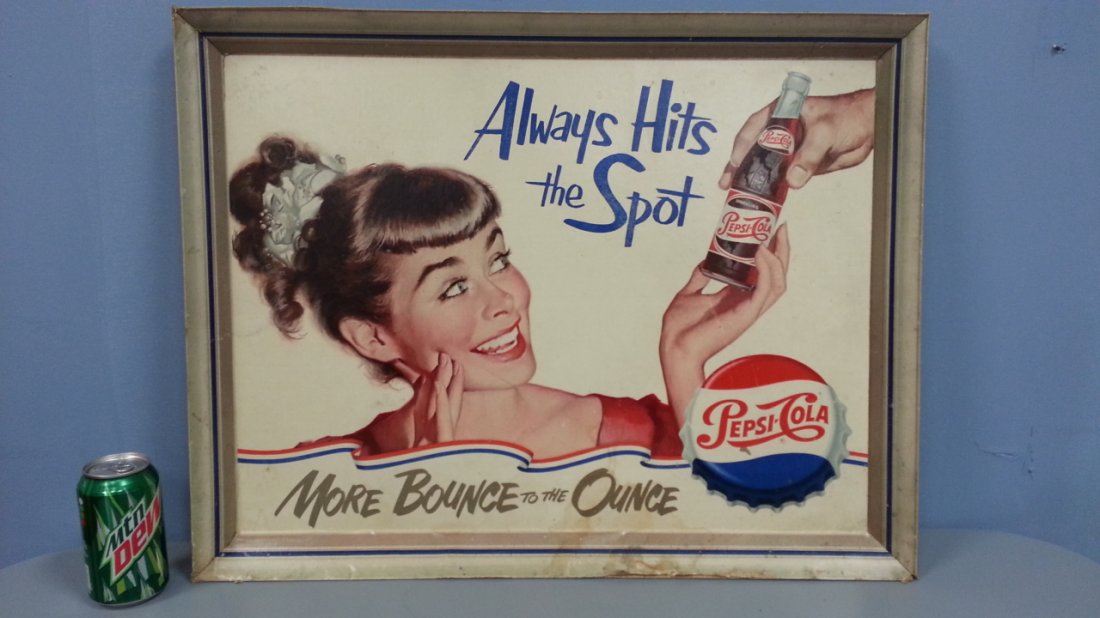 Always Hits
the Spot
PEPSI-COLA
PEPSI-COLA
PEPSI-COLA
MORE BOUNCE TO THE OUNCE
Mtn
DEW